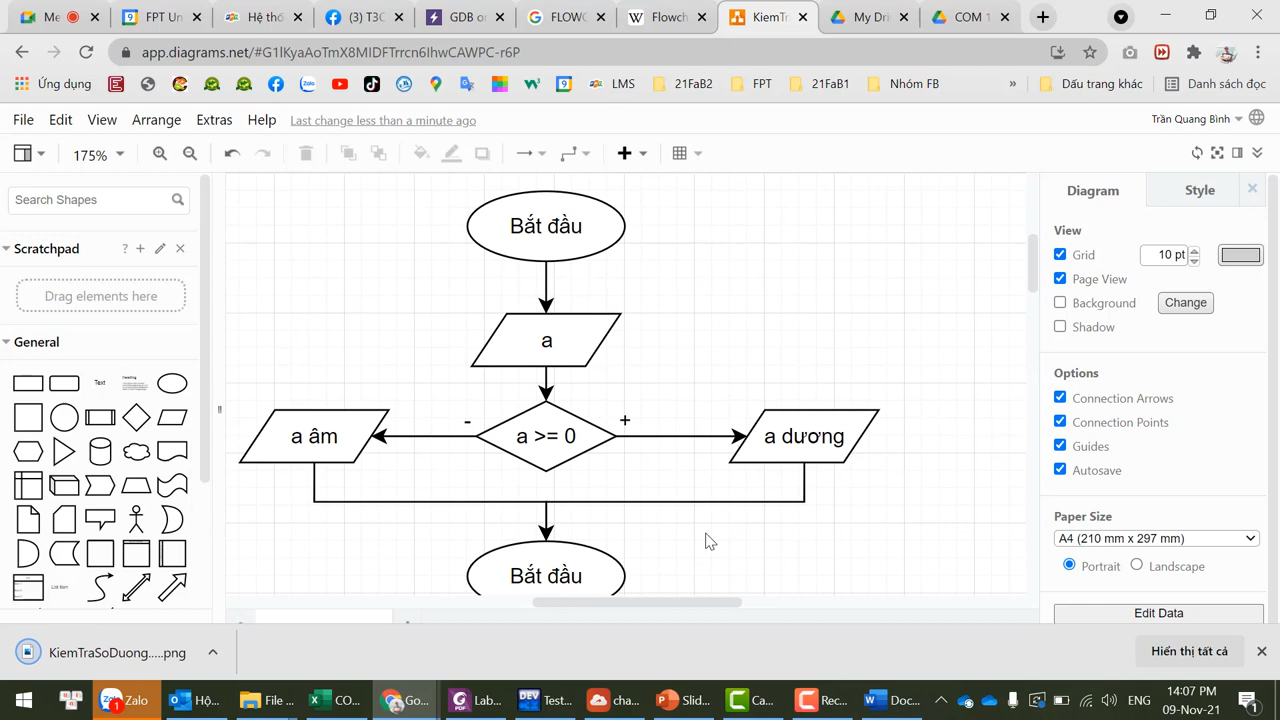 Me
FPT Un
Hệ thố
(3) T3C
GDB o
FLOWC
Flowch
KiemTr
My Dri
COM 1
app.diagrams.net/#G1lKyaAoTmX8MIDFTrrcn6IhwCAWPC-r6P
Ứng dụng
LMS
21FaB2
FPT
21FaB1
Nhóm FB
»
Dấu trang khác
Danh sách đọc
File Edit View Arrange Extras Help Last change less than a minute ago
Trần Quang Bình
175%
Search Shapes
Scratchpad
Drag elements here
General
Text
Heading
List Item
Bắt đầu
a
a >= 0
-
+
a âm
a dương
Bắt đầu
Diagram Style
View
Grid 10 pt
Page View
Background Change
Shadow
Options
Connection Arrows
Connection Points
Guides
Autosave
Paper Size
A4 (210 mm x 297 mm)
Portrait Landscape
Edit Data
KiemTraSoDuong.....png
Hiển thị tất cả
Zalo
1
Hộ...
File ...
CO...
Go...
Lab...
Test...
cha...
Slid...
Ca...
Rec...
Doc...
ENG
14:07 PM
09-Nov-21
1